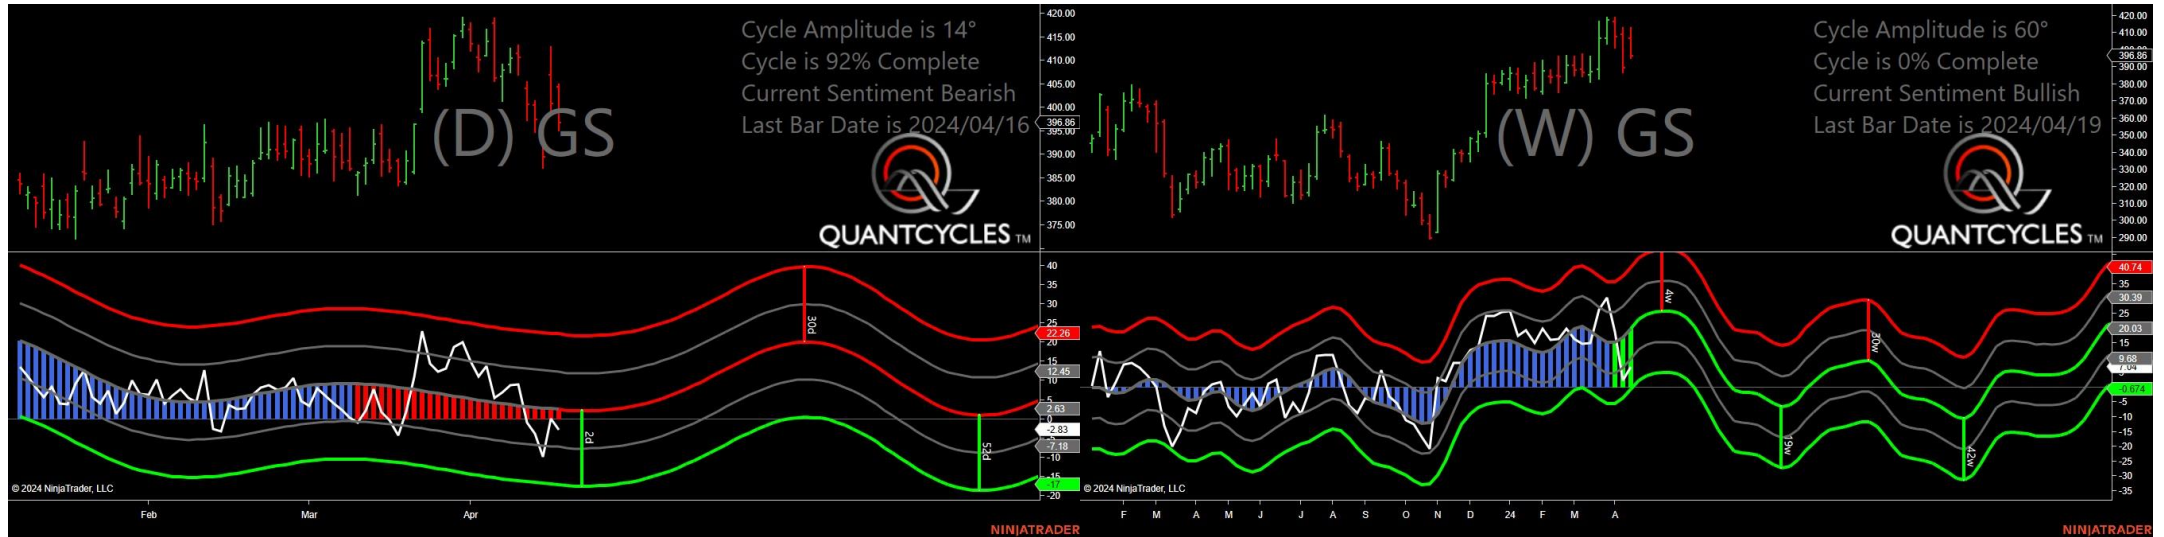 Cycle Amplitude is 14°
Cycle is 92% Complete
Current Sentiment Bearish
Last Bar Date is 2024/04/16
(D) GS
QUANTCYCLES TM
420.00
415.00
410.00
405.00
400.00
396.86
395.00
390.00
385.00
380.00
375.00
40
35
30
25
22.26
20
15
12.45
10
5
2.63
0
-2.83
-7.18
-10
-15
-17
-20
2d
30d
52d
© 2024 NinjaTrader, LLC
Feb Mar Apr
NINJATRADER
Cycle Amplitude is 60°
Cycle is 0% Complete
Current Sentiment Bullish
Last Bar Date is 2024/04/19
(W) GS
QUANTCYCLES TM
420.00
410.00
396.86
390.00
380.00
370.00
360.00
350.00
340.00
330.00
320.00
310.00
300.00
290.00
40.74
35
30.39
25
20.03
15
9.68
7.04
-0.674
-5
-10
-15
-20
-25
-30
-35
4w
19w
30w
42w
© 2024 NinjaTrader, LLC
F M A M J J A S O N D 24 F M A
NINJATRADER